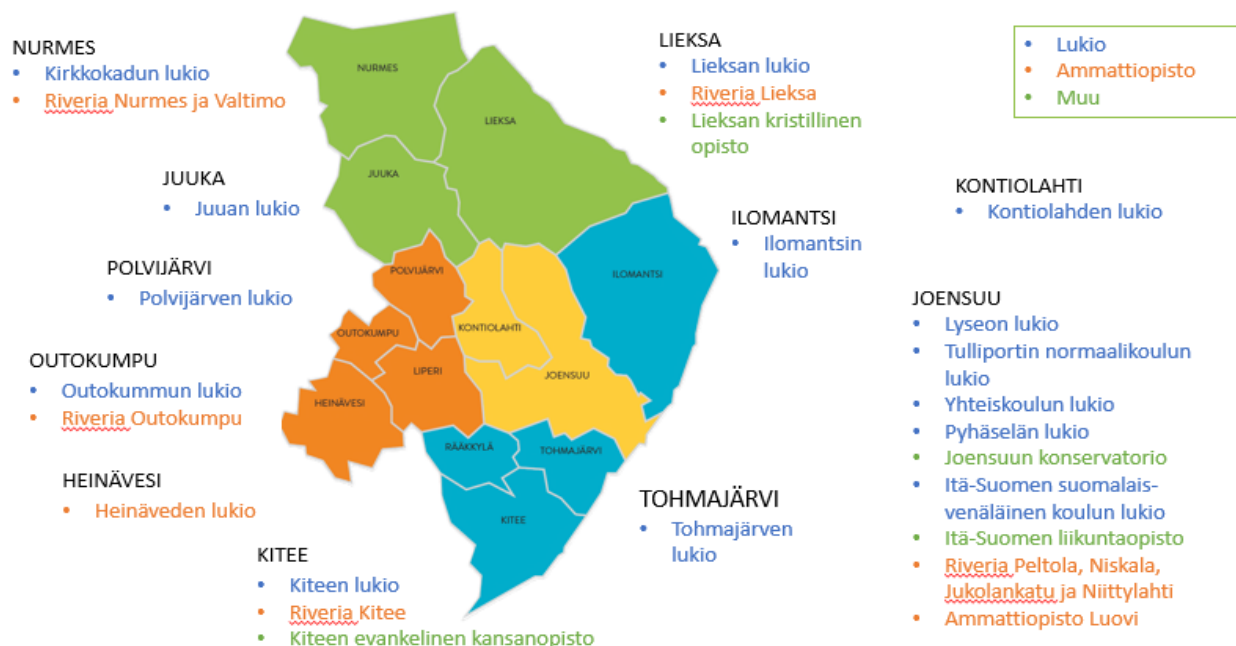 NURMES
• Kirkkokadun lukio
• Riveria Nurmes ja Valtimo
JUUKA
• Juuan lukio
POLVIJÄRVI
• Polvijärven lukio
OUTOKUMPU
• Outokummun lukio
• Riveria Outokumpu
HEINÄVESI
• Heinäveden lukio
KITEE
• Kiteen lukio
• Riveria Kitee
• Kiteen evankelinen kansanopisto
NURMES
LIEKSA
JUUKA
POLVIJÄRVI
ILOMANTSI
OUTOKUMPU
KONTIOLAHTI
LIPERI
JOENSUU
HEINÄVESI
RÄÄKKYLÄ
TOHMAJÄRVI
KITEE
LIEKSA
• Lieksan lukio
• Riveria Lieksa
• Lieksan kristillinen
opisto
ILOMANTSI
• Ilomantsin
lukio
TOHMAJÄRVI
• Tohmajärven
lukio
• Lukio
• Ammattiopisto
• Muu
KONTIOLAHTI
• Kontiolahden lukio
JOENSUU
• Lyseon lukio
• Tulliportin normaalikoulun
lukio
• Yhteiskoulun lukio
• Pyhäselän lukio
• Joensuun konservatorio
• Itä-Suomen suomalais-
venäläinen koulun lukio
• Itä-Suomen liikuntaopisto
• Riveria Peltola, Niskala,
Jukolankatu ja Niittylahti
• Ammattiopisto Luovi